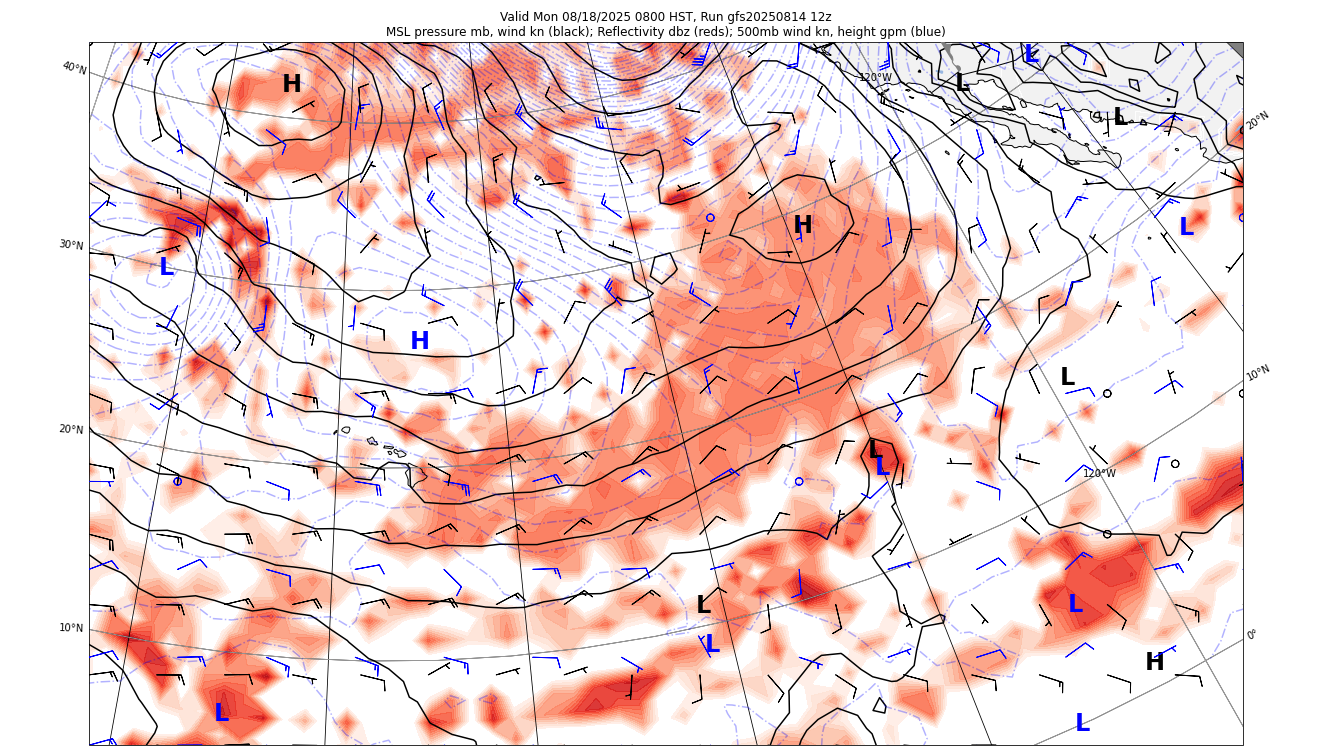 Valid Mon 08/18/2025 0800 HST, Run gfs20250814 12z
MSL pressure mb, wind kn (black); Reflectivity dbz (reds); 500mb wind kn, height gpm (blue)
L
40°N
120°W
H
L
L
20°N
H
L
30°N
L
H
L
10°N
20°N
L
L
120°W
L
L
10°N
L
0°
H
L
L